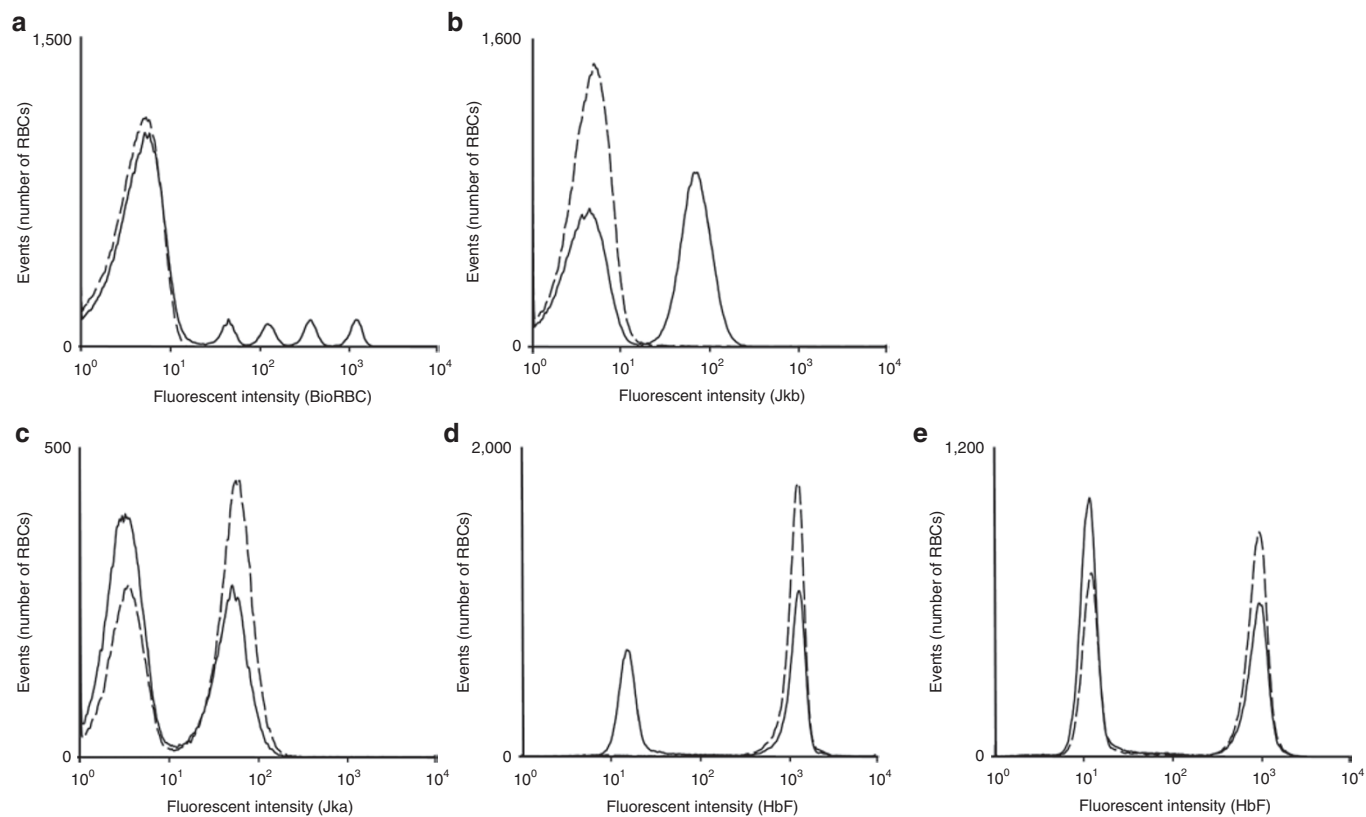 a
1,500
Events (number of RBCs)
0
10⁰ 10¹ 10² 10³ 10⁴
Fluorescent intensity (BioRBC)
b
1,600
Events (number of RBCs)
0
10⁰ 10¹ 10² 10³ 10⁴
Fluorescent intensity (Jkb)
c
500
Events (number of RBCs)
0
10⁰ 10¹ 10² 10³ 10⁴
Fluorescent intensity (Jka)
d
2,000
Events (number of RBCs)
0
10⁰ 10¹ 10² 10³ 10⁴
Fluorescent intensity (HbF)
e
1,200
Events (number of RBCs)
0
10⁰ 10¹ 10² 10³ 10⁴
Fluorescent intensity (HbF)